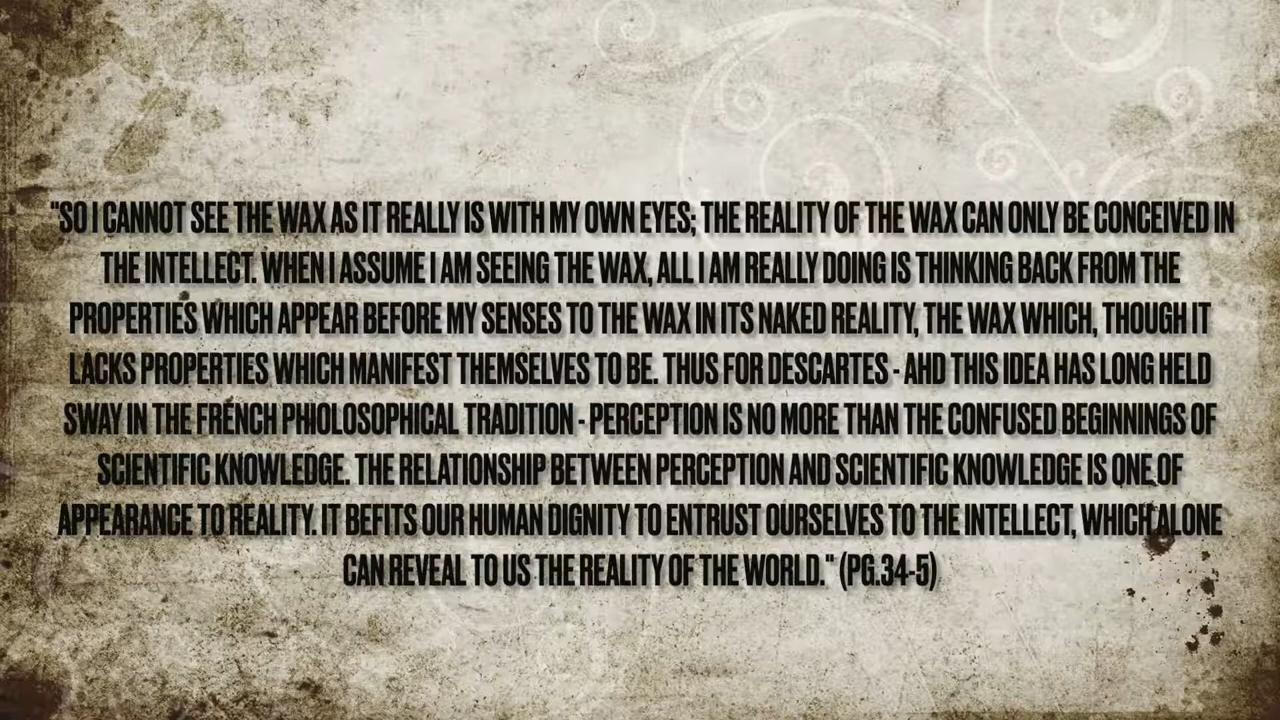 "SO I CANNOT SEE THE WAX AS IT REALLY IS WITH MY OWN EYES; THE REALITY OF THE WAX CAN ONLY BE CONCEIVED IN
THE INTELLECT. WHEN I ASSUME I AM SEEING THE WAX, ALL I AM REALLY DOING IS THINKING BACK FROM THE
PROPERTIES WHICH APPEAR BEFORE MY SENSES TO THE WAX IN ITS NAKED REALITY, THE WAX WHICH, THOUGH IT
LACKS PROPERTIES WHICH MANIFEST THEMSELVES TO BE. THUS FOR DESCARTES - AHD THIS IDEA HAS LONG HELD
SWAY IN THE FRENCH PHIOLOSOPHICAL TRADITION - PERCEPTION IS NO MORE THAN THE CONFUSED BEGINNINGS OF
SCIENTIFIC KNOWLEDGE. THE RELATIONSHIP BETWEEN PERCEPTION AND SCIENTIFIC KNOWLEDGE IS ONE OF
APPEARANCE TO REALITY. IT BEFITS OUR HUMAN DIGNITY TO ENTRUST OURSELVES TO THE INTELLECT, WHICH ALONE
CAN REVEAL TO US THE REALITY OF THE WORLD." (PG.34-5)